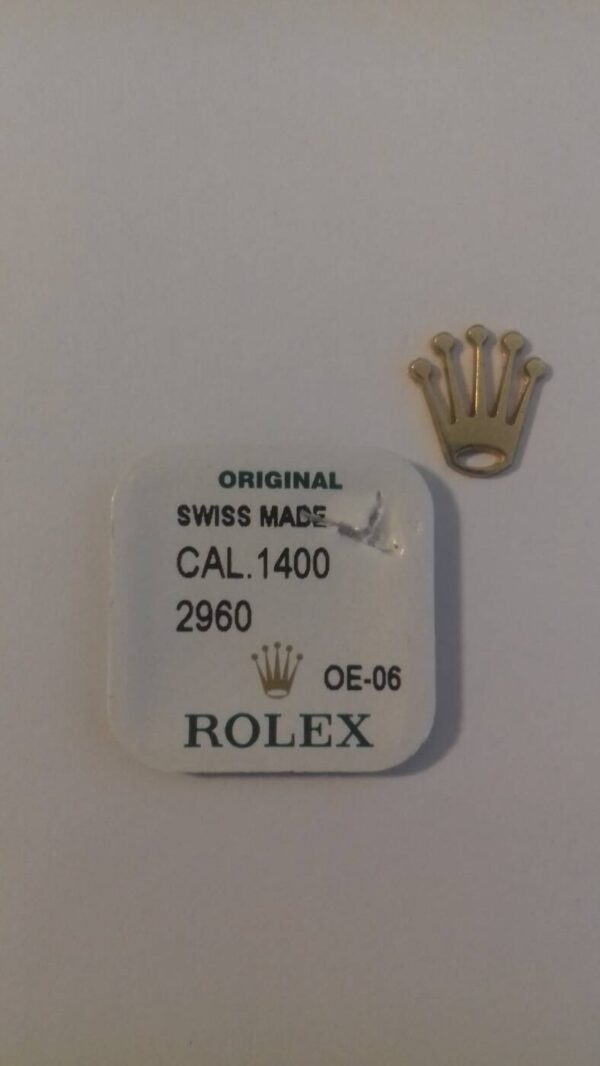 ORIGINAL
SWISS MADE
CAL.1400
2960
OE-06
ROLEX